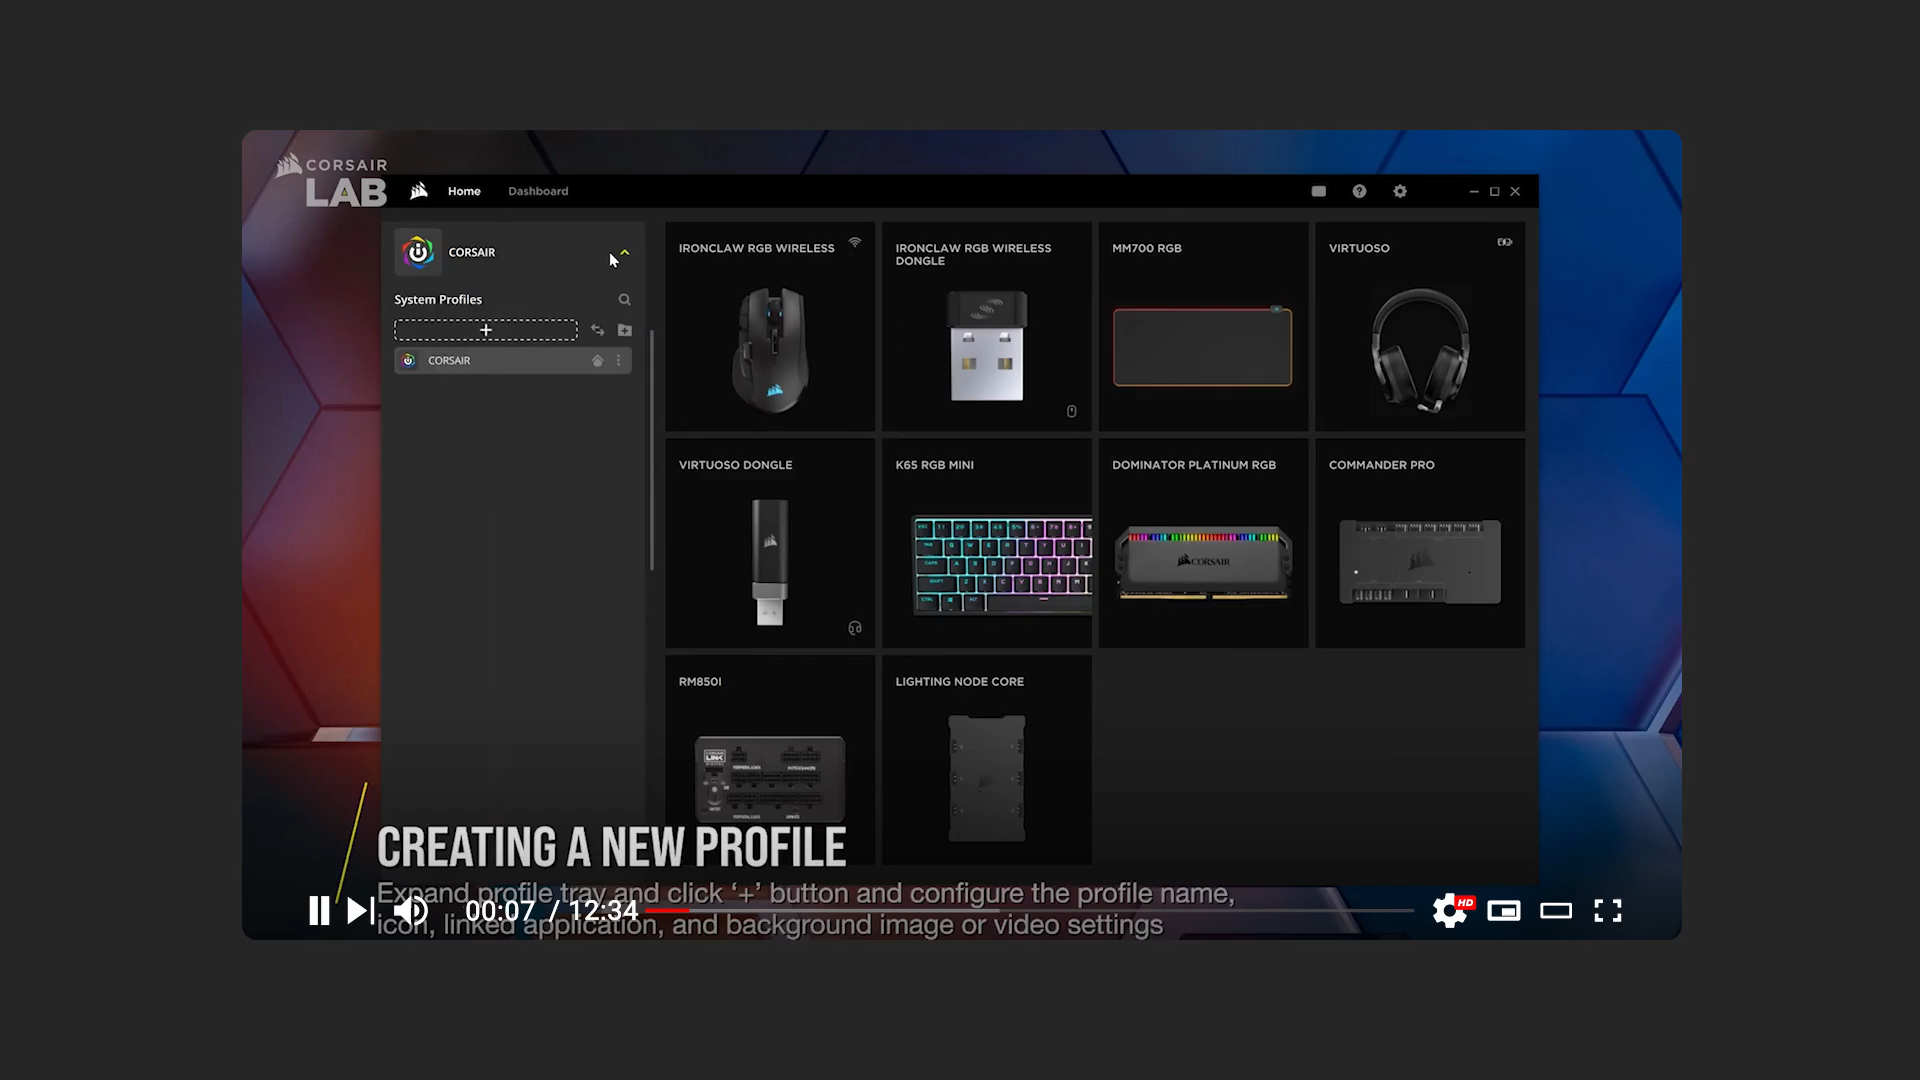 CORSAIR
LAB
Home
Dashboard
CORSAIR
System Profiles
CORSAIR
IRONCLAW RGB WIRELESS
IRONCLAW RGB WIRELESS
DONGLE
MM700 RGB
VIRTUOSO
VIRTUOSO DONGLE
K65 RGB MINI
DOMINATOR PLATINUM RGB
CORSAIR
COMMANDER PRO
RM850I
LIGHTING NODE CORE
CREATING A NEW PROFILE
Expand profile tray and click ‘+’ button and configure the profile name,
icon, linked application, and background image or video settings
00:07 / 12:34
HD